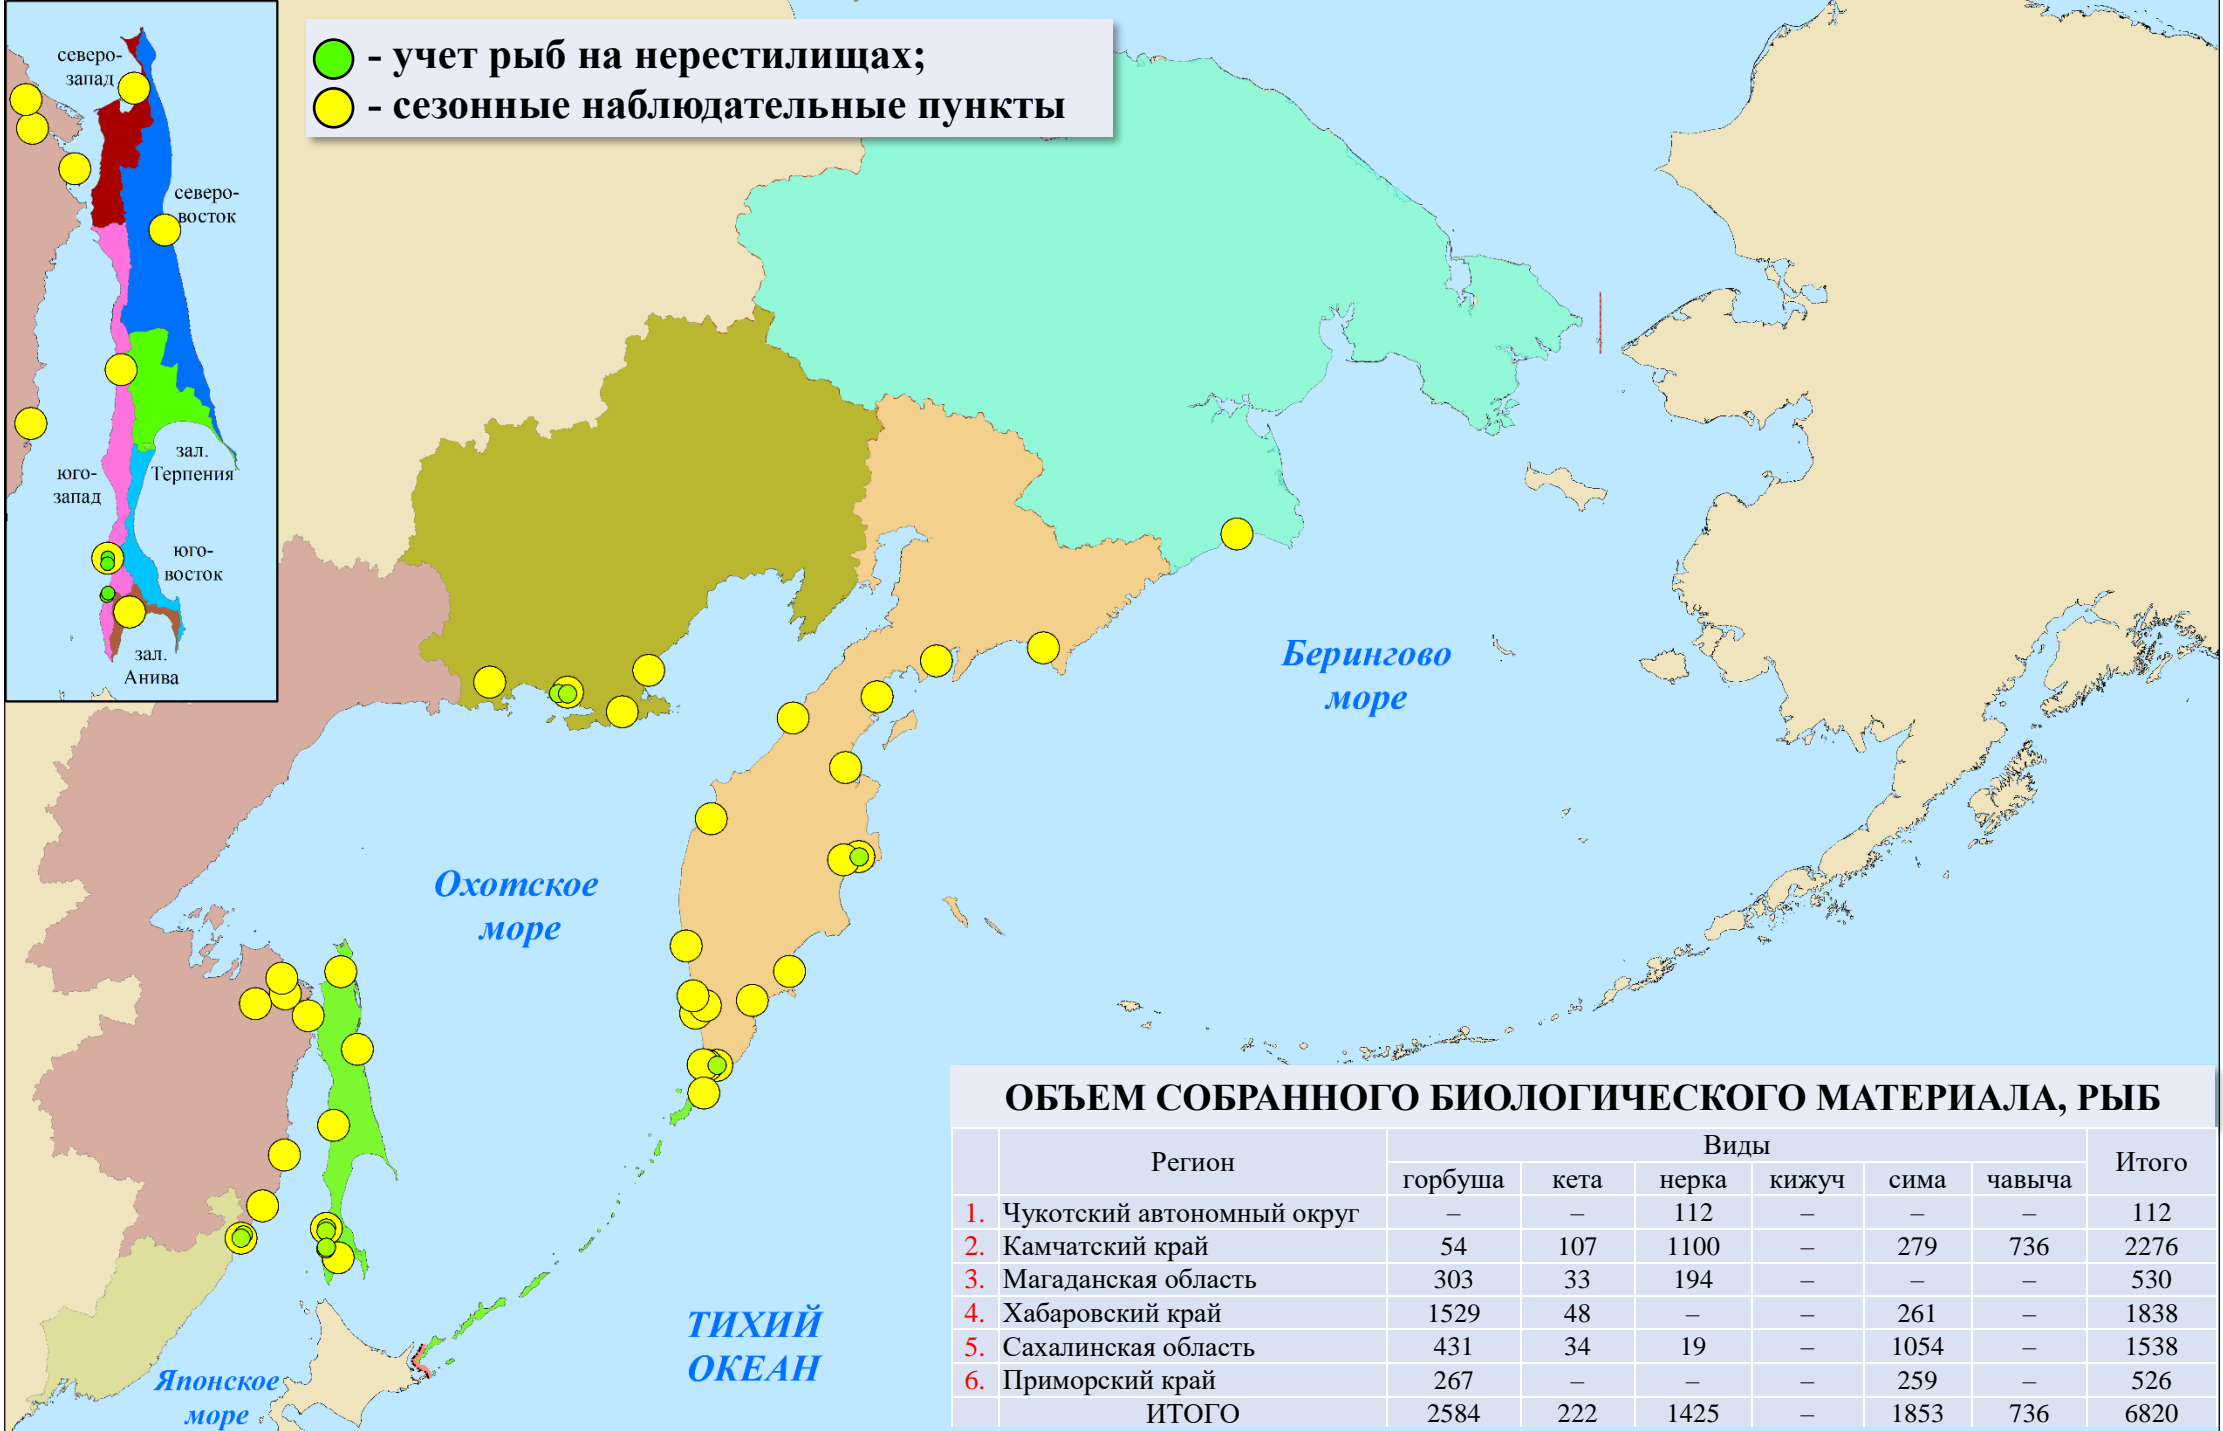 - учет рыб на нерестилищах;
- сезонные наблюдательные пункты
северо-
запад
северо-
восток
зал.
Терпения
юго-
запад
юго-
восток
зал.
Анива
Берингово
море
Охотское
море
ТИХИЙ
ОКЕАН
Японское
море
ОБЪЕМ СОБРАННОГО БИОЛОГИЧЕСКОГО МАТЕРИАЛА, РЫБ
Регион Виды Итого
горбуша кета нерка кижуч сима чавыча
1. Чукотский автономный округ – – 112 – – – 112
2. Камчатский край 54 107 1100 – 279 736 2276
3. Магаданская область 303 33 194 – – – 530
4. Хабаровский край 1529 48 – – 261 – 1838
5. Сахалинская область 431 34 19 – 1054 – 1538
6. Приморский край 267 – – – 259 – 526
ИТОГО 2584 222 1425 – 1853 736 6820